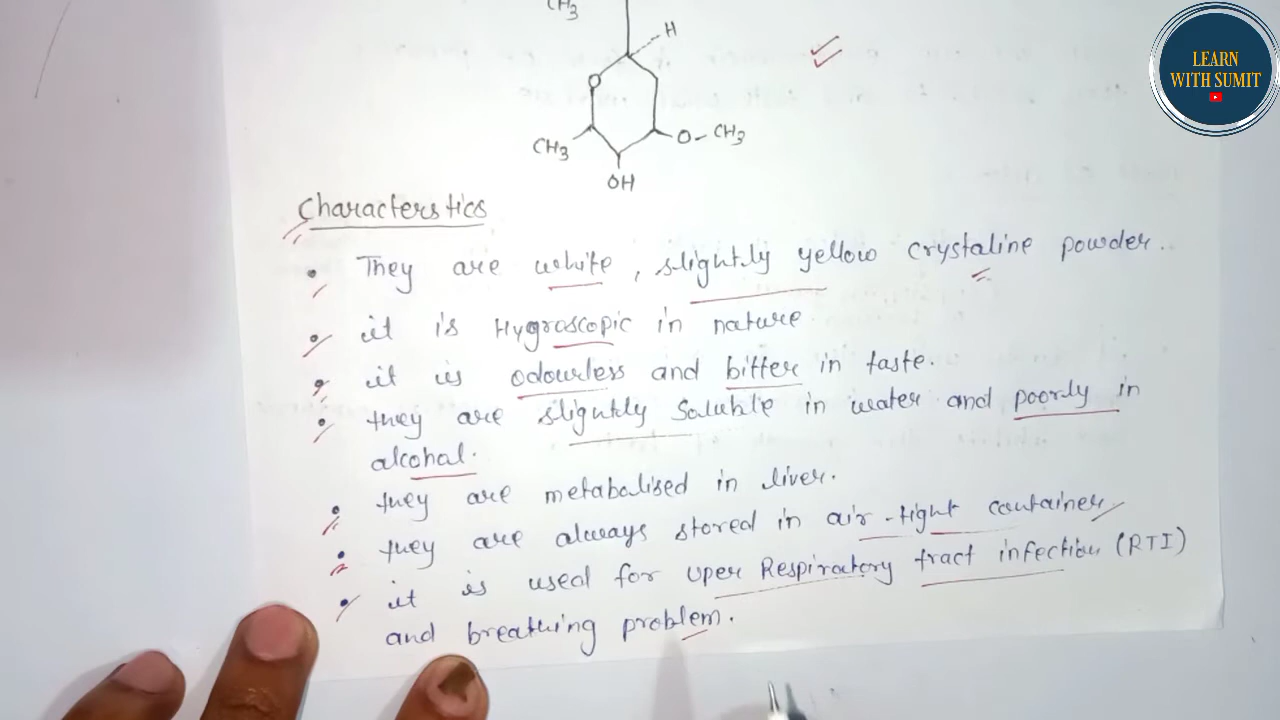 CH3
H
O
CH3
O-CH3
OH
LEARN
WITH SUMIT
Characterstics
• They are white, slightly yellow crystaline powder.
• it is Hygroscopic in nature
• it is odourless and bitter in taste.
• they are slightly soluble in water and poorly in
alcohal.
• they are metabalised in liver.
• they are always stored in air-tight container
• it is used for uper Respiratory tract infection (RTI)
and breathing problem.